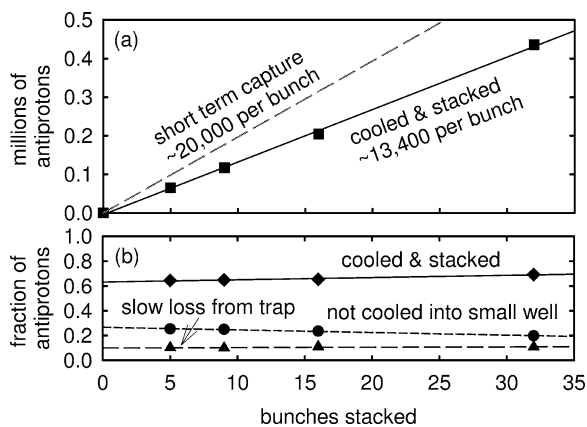 0.5
(a)
0.4
0.3
0.2
0.1
0.0
millions of
antiprotons
short term capture
~20,000 per bunch
cooled & stacked
~13,400 per bunch
1.0
(b)
0.8
0.6
0.4
0.2
0.0
fraction of
antiprotons
cooled & stacked
slow loss from trap
not cooled into small well
0 5 10 15 20 25 30 35
bunches stacked